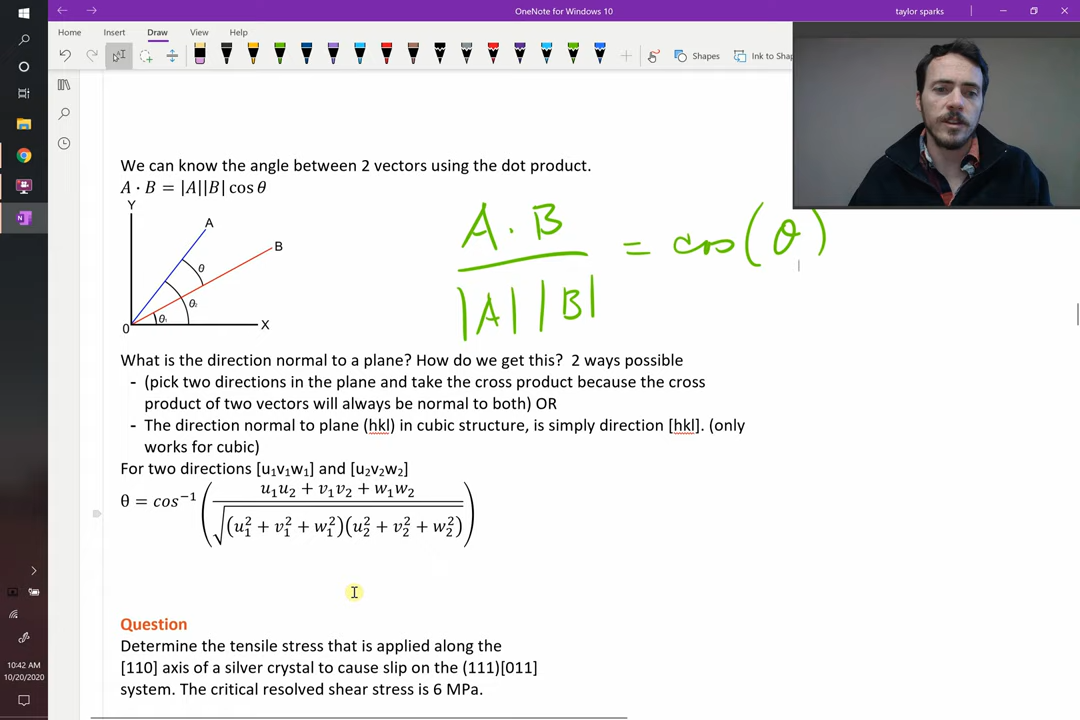 OneNote for Windows 10
taylor sparks
Home Insert Draw View Help
Shapes
Ink to Shap
We can know the angle between 2 vectors using the dot product.
A · B = |A||B| cos θ
Y
A
B
θ
θ₂
θ₁
0
X
A · B
|A| |B|
= cos(θ)
What is the direction normal to a plane? How do we get this? 2 ways possible
- (pick two directions in the plane and take the cross product because the cross
product of two vectors will always be normal to both) OR
- The direction normal to plane (hkl) in cubic structure, is simply direction [hkl]. (only
works for cubic)
For two directions [u₁v₁w₁] and [u₂v₂w₂]
θ = cos⁻¹ ( u₁u₂ + v₁v₂ + w₁w₂ / √(u₁² + v₁² + w₁²)(u₂² + v₂² + w₂²) )
Question
Determine the tensile stress that is applied along the
[110] axis of a silver crystal to cause slip on the (111)[011]
system. The critical resolved shear stress is 6 MPa.
10:42 AM
10/20/2020